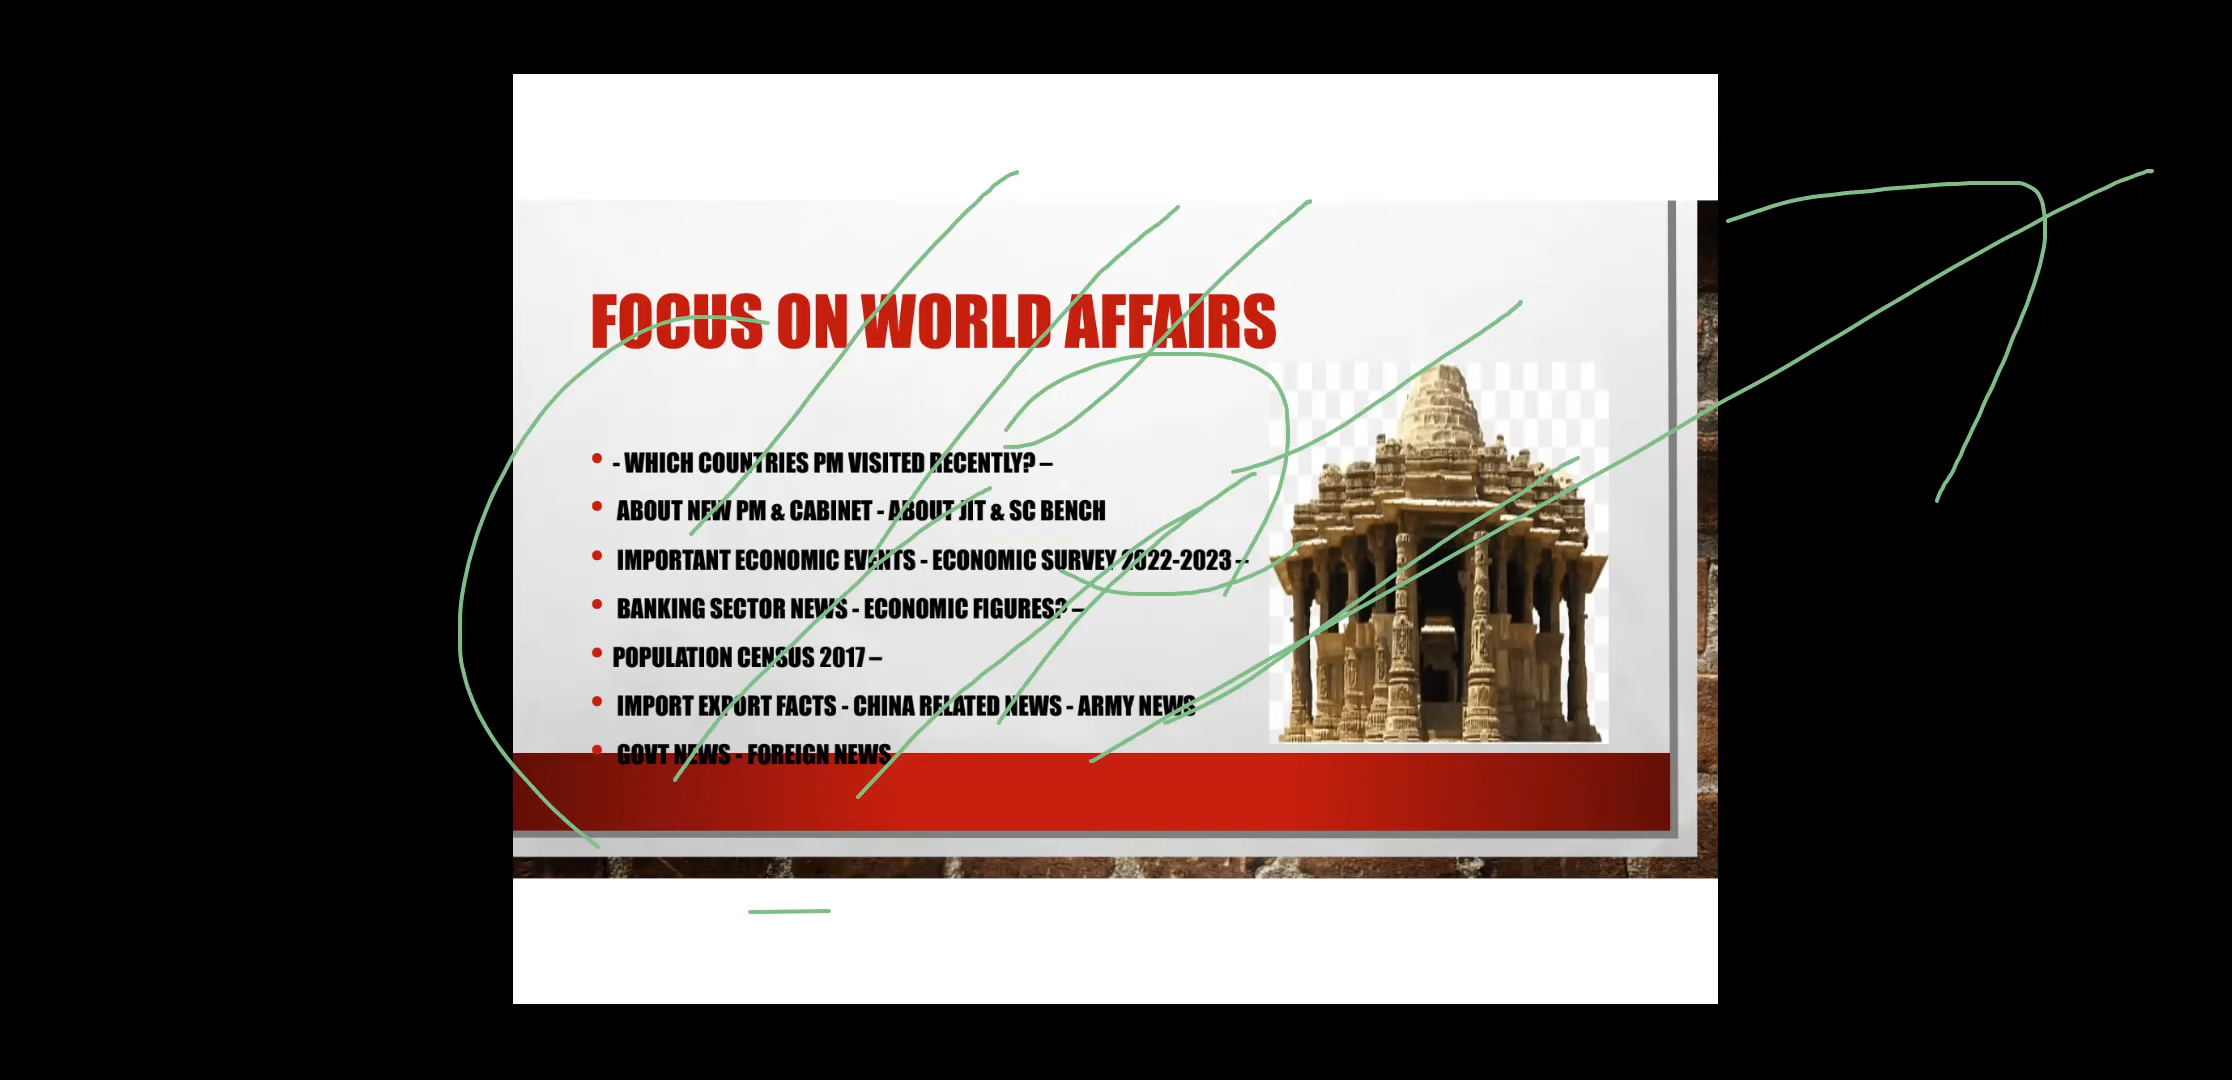 FOCUS ON WORLD AFFAIRS
- WHICH COUNTRIES PM VISITED RECENTLY? –
ABOUT NEW PM & CABINET - ABOUT JIT & SC BENCH
IMPORTANT ECONOMIC EVENTS - ECONOMIC SURVEY 2022-2023 –
BANKING SECTOR NEWS - ECONOMIC FIGURES? –
POPULATION CENSUS 2017 –
IMPORT EXPORT FACTS - CHINA RELATED NEWS - ARMY NEWS
GOVT NEWS - FOREIGN NEWS